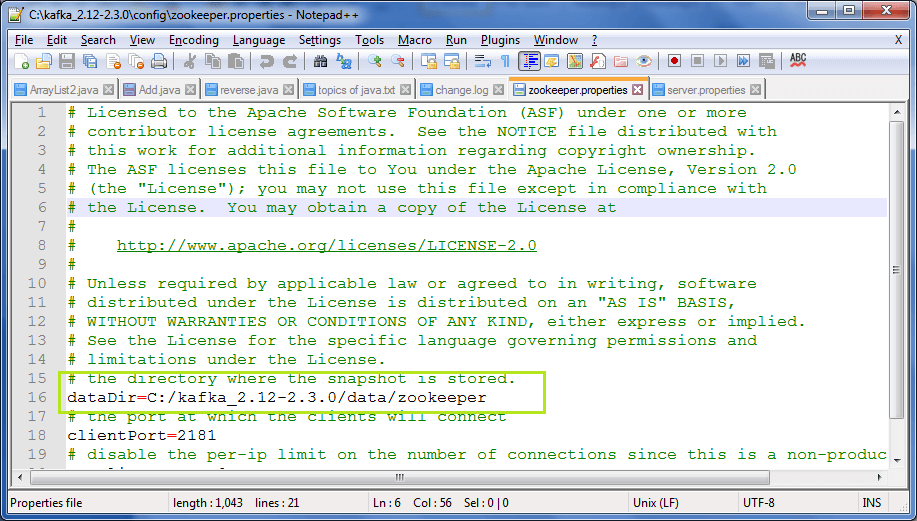 C:\kafka_2.12-2.3.0\config\zookeeper.properties - Notepad++
File Edit Search View Encoding Language Settings Tools Macro Run Plugins Window ? X
ABC
ArrayList2.java Add.java reverse.java topics of java.txt change.log zookeeper.properties server.properties
1 # Licensed to the Apache Software Foundation (ASF) under one or more
2 # contributor license agreements.  See the NOTICE file distributed with
3 # this work for additional information regarding copyright ownership.
4 # The ASF licenses this file to You under the Apache License, Version 2.0
5 # (the "License"); you may not use this file except in compliance with
6 # the License.  You may obtain a copy of the License at
7 #
8 #    http://www.apache.org/licenses/LICENSE-2.0
9 #
10 # Unless required by applicable law or agreed to in writing, software
11 # distributed under the License is distributed on an "AS IS" BASIS,
12 # WITHOUT WARRANTIES OR CONDITIONS OF ANY KIND, either express or implied.
13 # See the License for the specific language governing permissions and
14 # limitations under the License.
15 # the directory where the snapshot is stored.
16 dataDir=C:/kafka_2.12-2.3.0/data/zookeeper
17 # the port at which the clients will connect
18 clientPort=2181
19 # disable the per-ip limit on the number of connections since this is a non-produc
Properties file length : 1,043 lines : 21 Ln : 6 Col : 56 Sel : 0 | 0 Unix (LF) UTF-8 INS